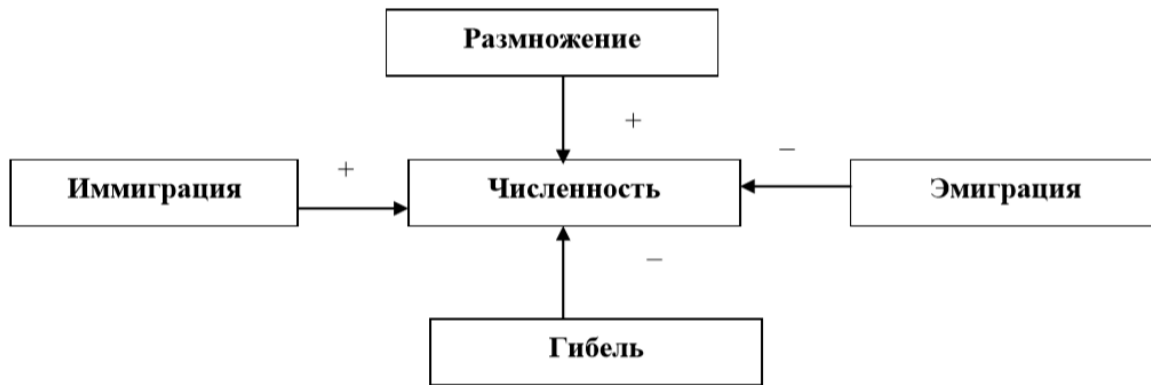 Размножение
+
+
–
Иммиграция
Численность
Эмиграция
–
Гибель